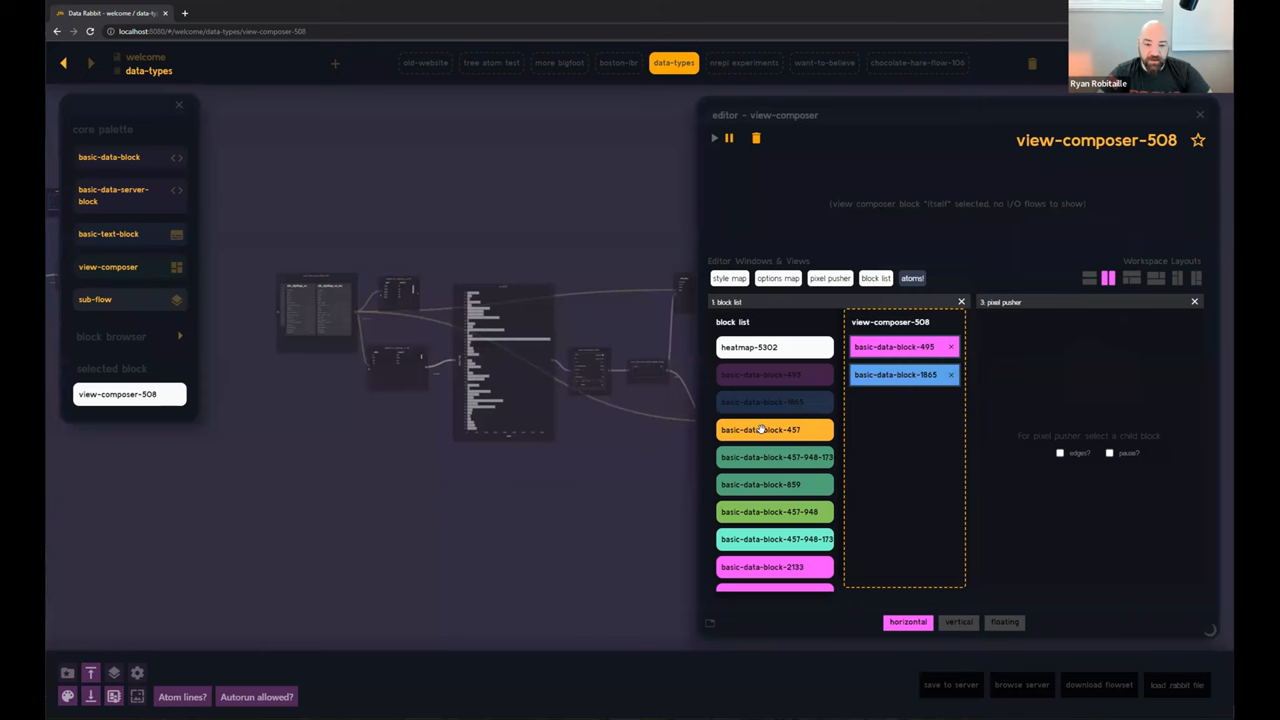 Data Rabbit - welcome / data-typ
localhost:8080/#/welcome/data-types/view-composer-508
Ryan Robitaille
welcome
data-types
old-website
tree atom test
more bigfoot
boston-ibr
data-types
nrepl experiments
want-to-believe
chocolate-hare-flow-106
core palette
basic-data-block
basic-data-server-
block
basic-text-block
view-composer
sub-flow
block browser
selected block
view-composer-508
editor - view-composer
view-composer-508
(view composer block "itself" selected, no I/O flows to show)
Editor Windows & Views
Workspace Layouts
style map
options map
pixel pusher
block list
atoms!
1: block list
3: pixel pusher
block list
heatmap-5302
basic-data-block-495
basic-data-block-1865
basic-data-block-457
basic-data-block-457-948-173
basic-data-block-859
basic-data-block-457-948
basic-data-block-457-948-173
basic-data-block-2133
view-composer-508
basic-data-block-495
basic-data-block-1865
For pixel pusher, select a child block
edges?
pause?
horizontal
vertical
floating
Atom lines?
Autorun allowed?
save to server
browse server
download flowset
load .rabbit file